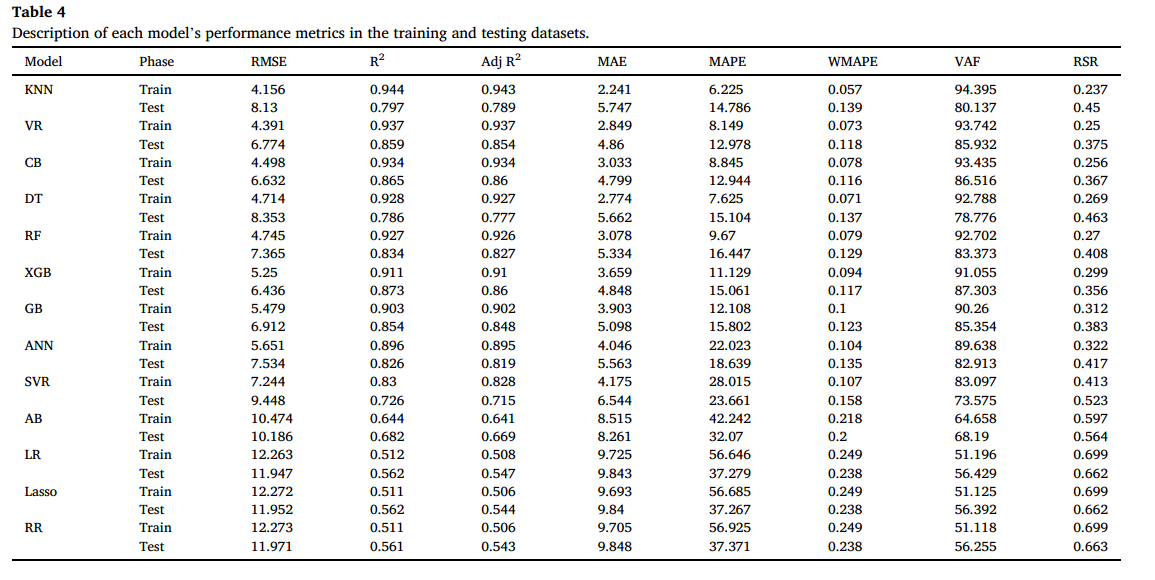 Table 4
Description of each model's performance metrics in the training and testing datasets.
Model Phase RMSE R² Adj R² MAE MAPE WMAPE VAF RSR
KNN Train 4.156 0.944 0.943 2.241 6.225 0.057 94.395 0.237
Test 8.13 0.797 0.789 5.747 14.786 0.139 80.137 0.45
VR Train 4.391 0.937 0.937 2.849 8.149 0.073 93.742 0.25
Test 6.774 0.859 0.854 4.86 12.978 0.118 85.932 0.375
CB Train 4.498 0.934 0.934 3.033 8.845 0.078 93.435 0.256
Test 6.632 0.865 0.86 4.799 12.944 0.116 86.516 0.367
DT Train 4.714 0.928 0.927 2.774 7.625 0.071 92.788 0.269
Test 8.353 0.786 0.777 5.662 15.104 0.137 78.776 0.463
RF Train 4.745 0.927 0.926 3.078 9.67 0.079 92.702 0.27
Test 7.365 0.834 0.827 5.334 16.447 0.129 83.373 0.408
XGB Train 5.25 0.911 0.91 3.659 11.129 0.094 91.055 0.299
Test 6.436 0.873 0.86 4.848 15.061 0.117 87.303 0.356
GB Train 5.479 0.903 0.902 3.903 12.108 0.1 90.26 0.312
Test 6.912 0.854 0.848 5.098 15.802 0.123 85.354 0.383
ANN Train 5.651 0.896 0.895 4.046 22.023 0.104 89.638 0.322
Test 7.534 0.826 0.819 5.563 18.639 0.135 82.913 0.417
SVR Train 7.244 0.83 0.828 4.175 28.015 0.107 83.097 0.413
Test 9.448 0.726 0.715 6.544 23.661 0.158 73.575 0.523
AB Train 10.474 0.644 0.641 8.515 42.242 0.218 64.658 0.597
Test 10.186 0.682 0.669 8.261 32.07 0.2 68.19 0.564
LR Train 12.263 0.512 0.508 9.725 56.646 0.249 51.196 0.699
Test 11.947 0.562 0.547 9.843 37.279 0.238 56.429 0.662
Lasso Train 12.272 0.511 0.506 9.693 56.685 0.249 51.125 0.699
Test 11.952 0.562 0.544 9.84 37.267 0.238 56.392 0.662
RR Train 12.273 0.511 0.506 9.705 56.925 0.249 51.118 0.699
Test 11.971 0.561 0.543 9.848 37.371 0.238 56.255 0.663